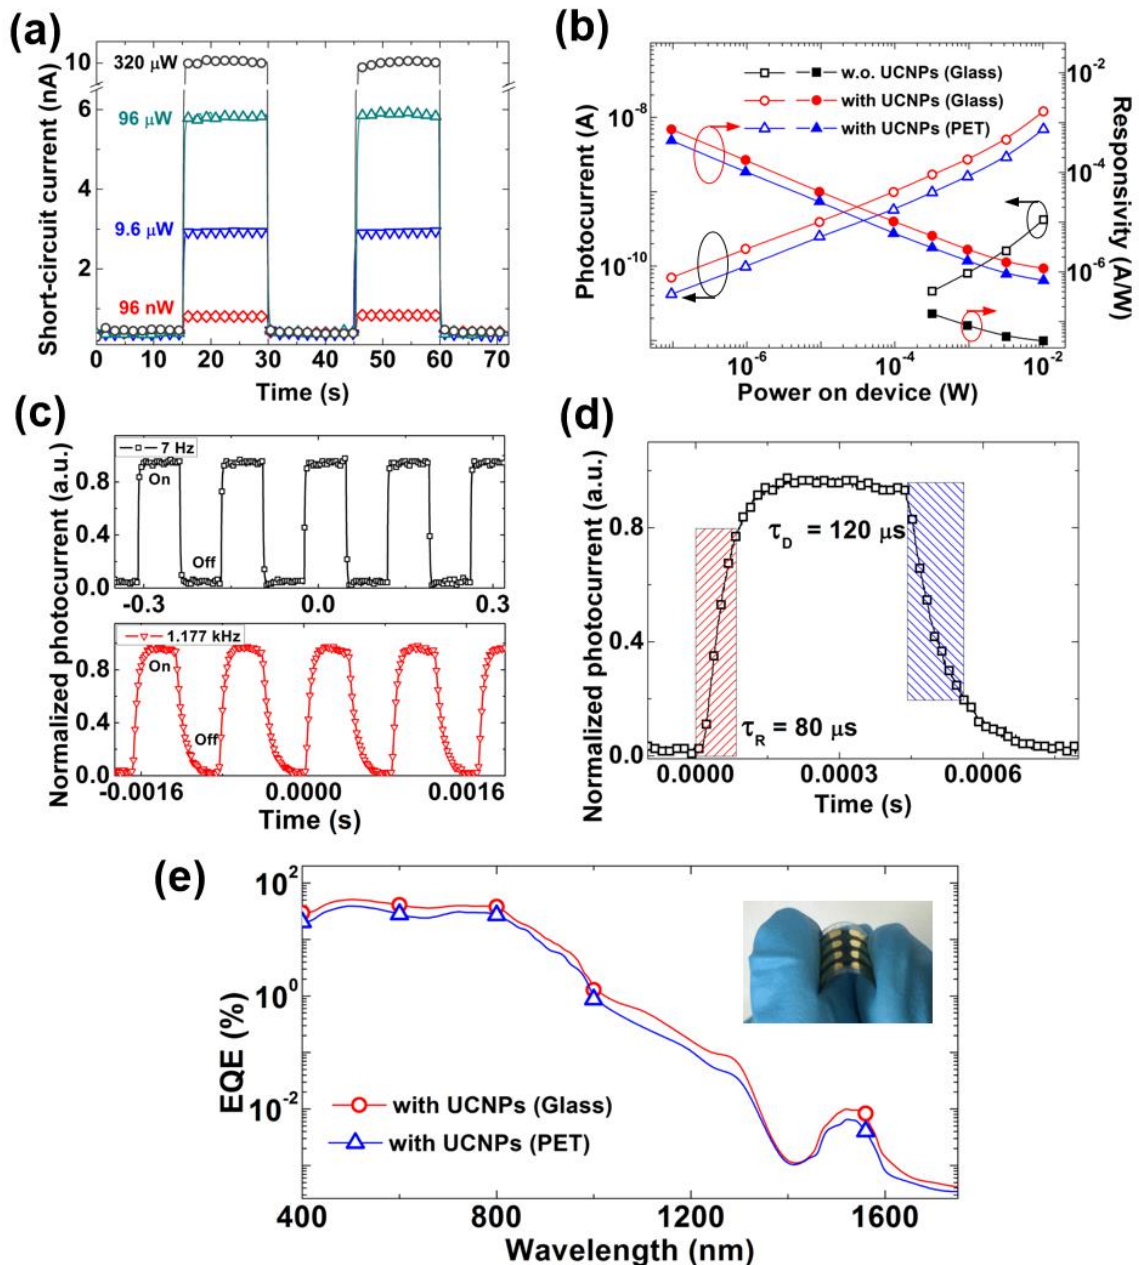 (a)
Short-circuit current (nA)
10
6
4
2
320 μW
96 μW
9.6 μW
96 nW
0 10 20 30 40 50 60 70
Time (s)
(b)
Photocurrent (A)
10⁻⁸
10⁻¹⁰
w.o. UCNPs (Glass)
with UCNPs (Glass)
with UCNPs (PET)
10⁻²
10⁻⁴
10⁻⁶
Responsivity (A/W)
10⁻⁶ 10⁻⁴ 10⁻²
Power on device (W)
(c)
Normalized photocurrent (a.u.)
7 Hz
0.8
0.4
0.0
On
Off
-0.3 0.0 0.3
1.177 kHz
0.8
0.4
0.0
On
Off
-0.0016 0.0000 0.0016
Time (s)
(d)
Normalized photocurrent (a.u.)
0.8
0.4
0.0
τD = 120 μs
τR = 80 μs
0.0000 0.0003 0.0006
Time (s)
(e)
EQE (%)
10²
10⁰
10⁻²
with UCNPs (Glass)
with UCNPs (PET)
400 800 1200 1600
Wavelength (nm)